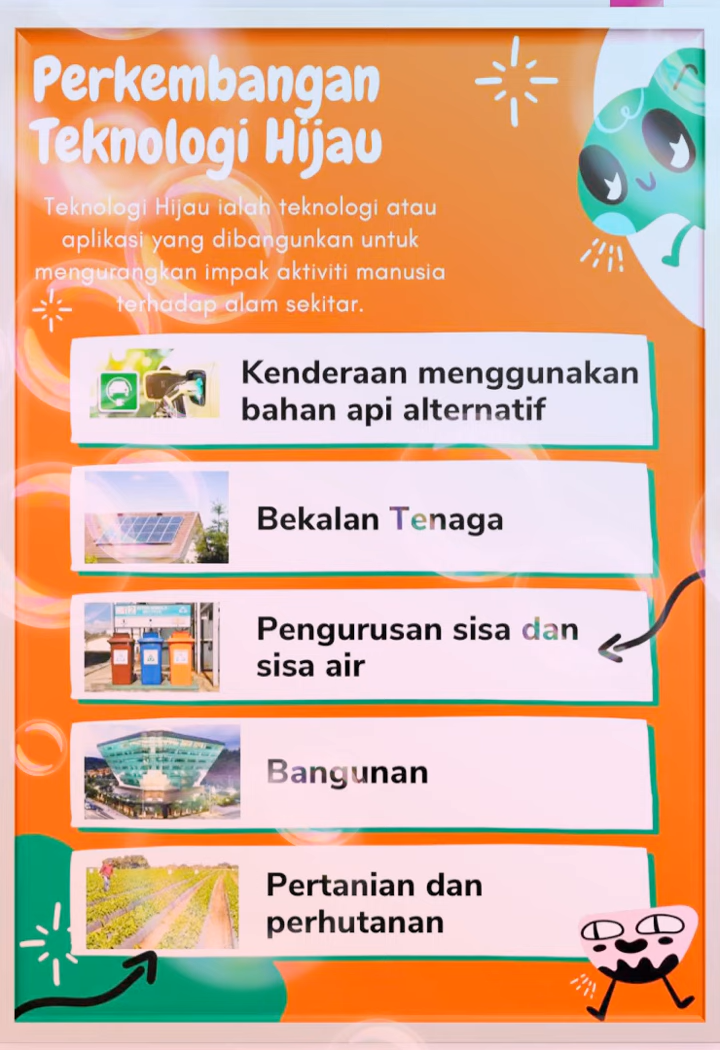 Perkembangan
Teknologi Hijau
Teknologi Hijau ialah teknologi atau
aplikasi yang dibangunkan untuk
mengurangkan impak aktiviti manusia
terhadap alam sekitar.
Kenderaan menggunakan
bahan api alternatif
Bekalan Tenaga
Pengurusan sisa dan
sisa air
Bangunan
Pertanian dan
perhutanan